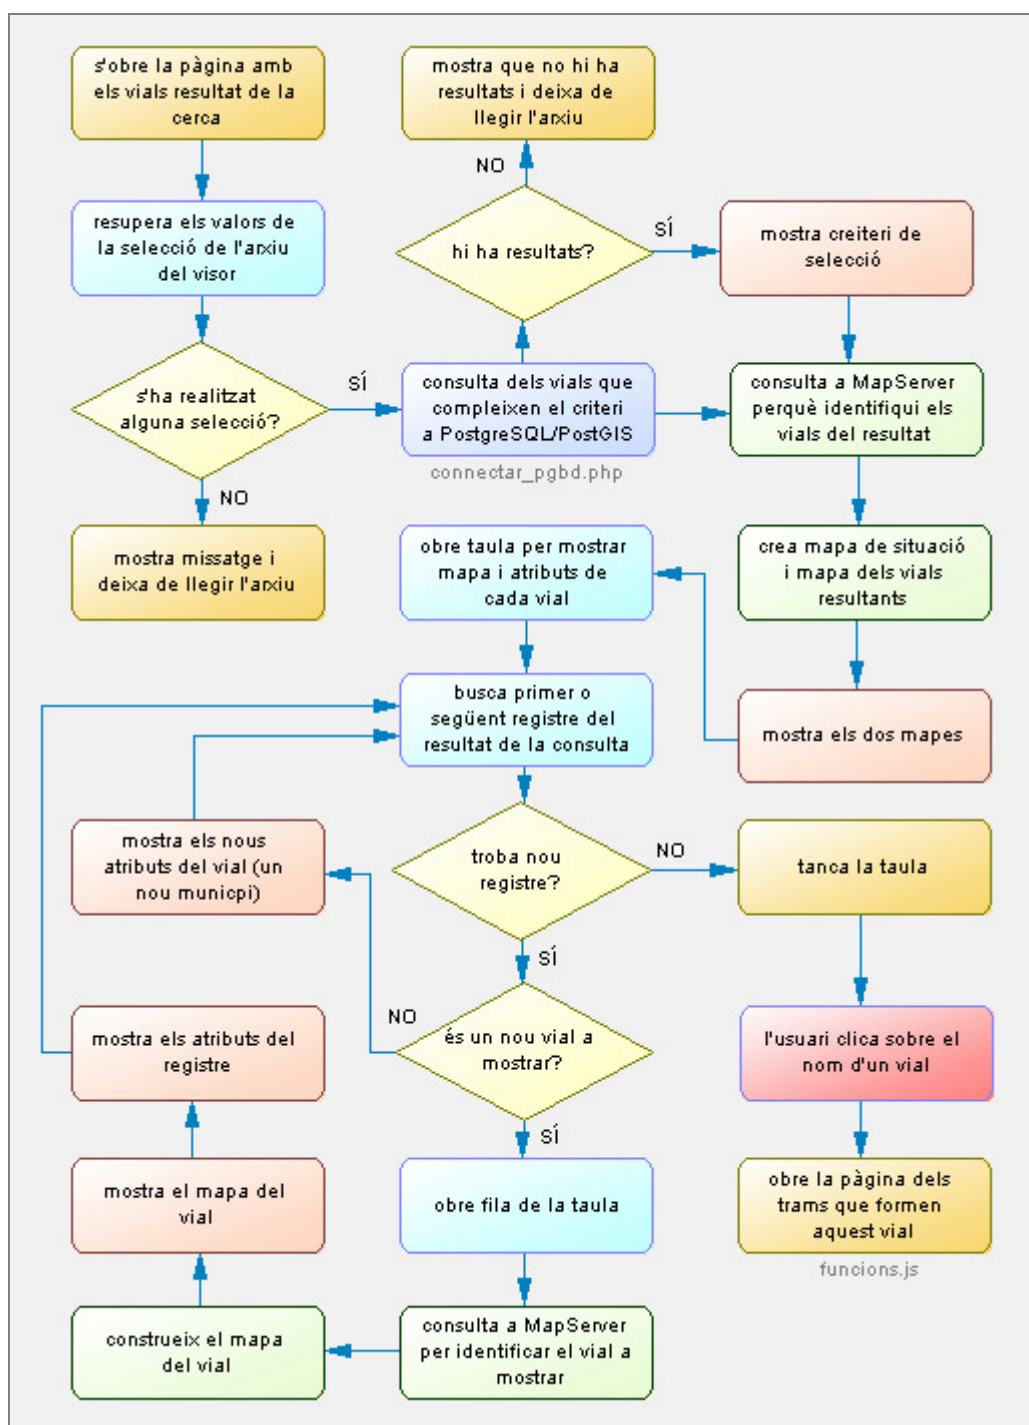 s'obre la pàgina amb
els vials resultat de la
cerca
mostra que no hi ha
resultats i deixa de
llegir l'arxiu
NO
resupera els valors de
la selecció de l'arxiu
del visor
hi ha resultats?
SÍ
mostra creiteri de
selecció
s'ha realitzat
alguna selecció?
SÍ
consulta dels vials que
compleixen el criteri
a PostgreSQL/PostGIS
connectar_pgbd.php
consulta a MapServer
perquè identifiqui els
vials del resultat
NO
mostra missatge i
deixa de llegir l'arxiu
obre taula per mostrar
mapa i atributs de
cada vial
crea mapa de situació
i mapa dels vials
resultants
busca primer o
següent registre del
resultat de la consulta
mostra els dos mapes
mostra els nous
atributs del vial (un
nou municpi)
troba nou
registre?
NO
tanca la taula
SÍ
mostra els atributs del
registre
NO
és un nou vial a
mostrar?
l'usuari clica sobre el
nom d'un vial
SÍ
mostra el mapa del
vial
obre fila de la taula
obre la pàgina dels
trams que formen
aquest vial
funcions.js
construeix el mapa
del vial
consulta a MapServer
per identificar el vial a
mostrar